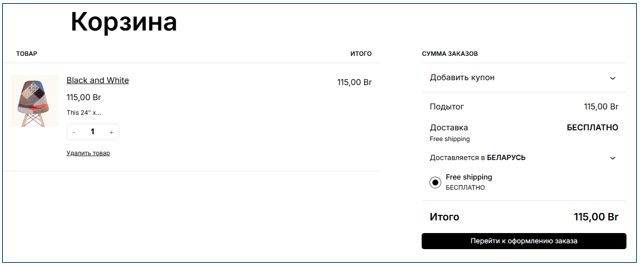 Корзина
ТОВАР
ИТОГО
Black and White
115,00 Br
115,00 Br
This 24" x...
- 1 +
Удалить товар
СУММА ЗАКАЗОВ
Добавить купон
Подытог 115,00 Br
Доставка БЕСПЛАТНО
Free shipping
Доставляется в БЕЛАРУСЬ
Free shipping
БЕСПЛАТНО
Итого 115,00 Br
Перейти к оформлению заказа